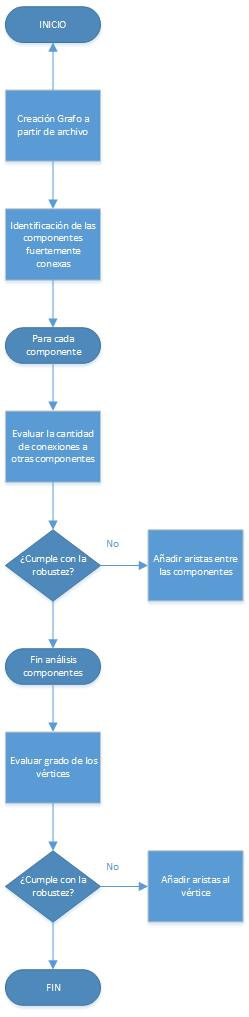 INICIO
Creación Grafo a
partir de archivo
Identificación de las
componentes
fuertemente
conexas
Para cada
componente
Evaluar la cantidad
de conexiones a
otras componentes
¿Cumple con la
robustez?
No
Añadir aristas entre
las componentes
Fin análisis
componentes
Evaluar grado de los
vértices
¿Cumple con la
robustez?
No
Añadir aristas al
vértice
FIN